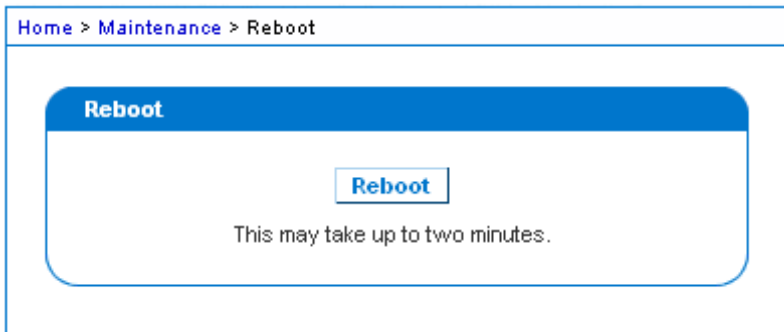 Home > Maintenance > Reboot
Reboot
Reboot
This may take up to two minutes.